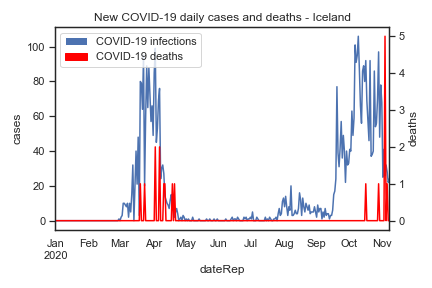 New COVID-19 daily cases and deaths - Iceland
COVID-19 infections
COVID-19 deaths
100
80
60
40
20
0
cases
5
4
3
2
1
0
deaths
Jan Feb Mar Apr May Jun Jul Aug Sep Oct Nov
2020
dateRep